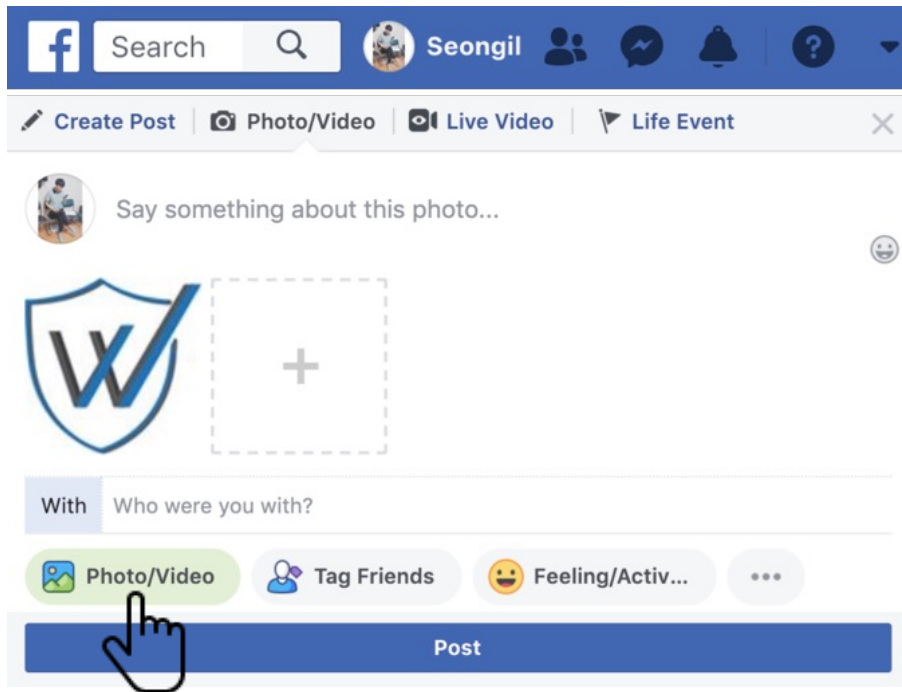 f Search Seongil ?
Create Post Photo/Video Live Video Life Event
Say something about this photo...
W
With Who were you with?
Photo/Video Tag Friends Feeling/Activ... •••
Post